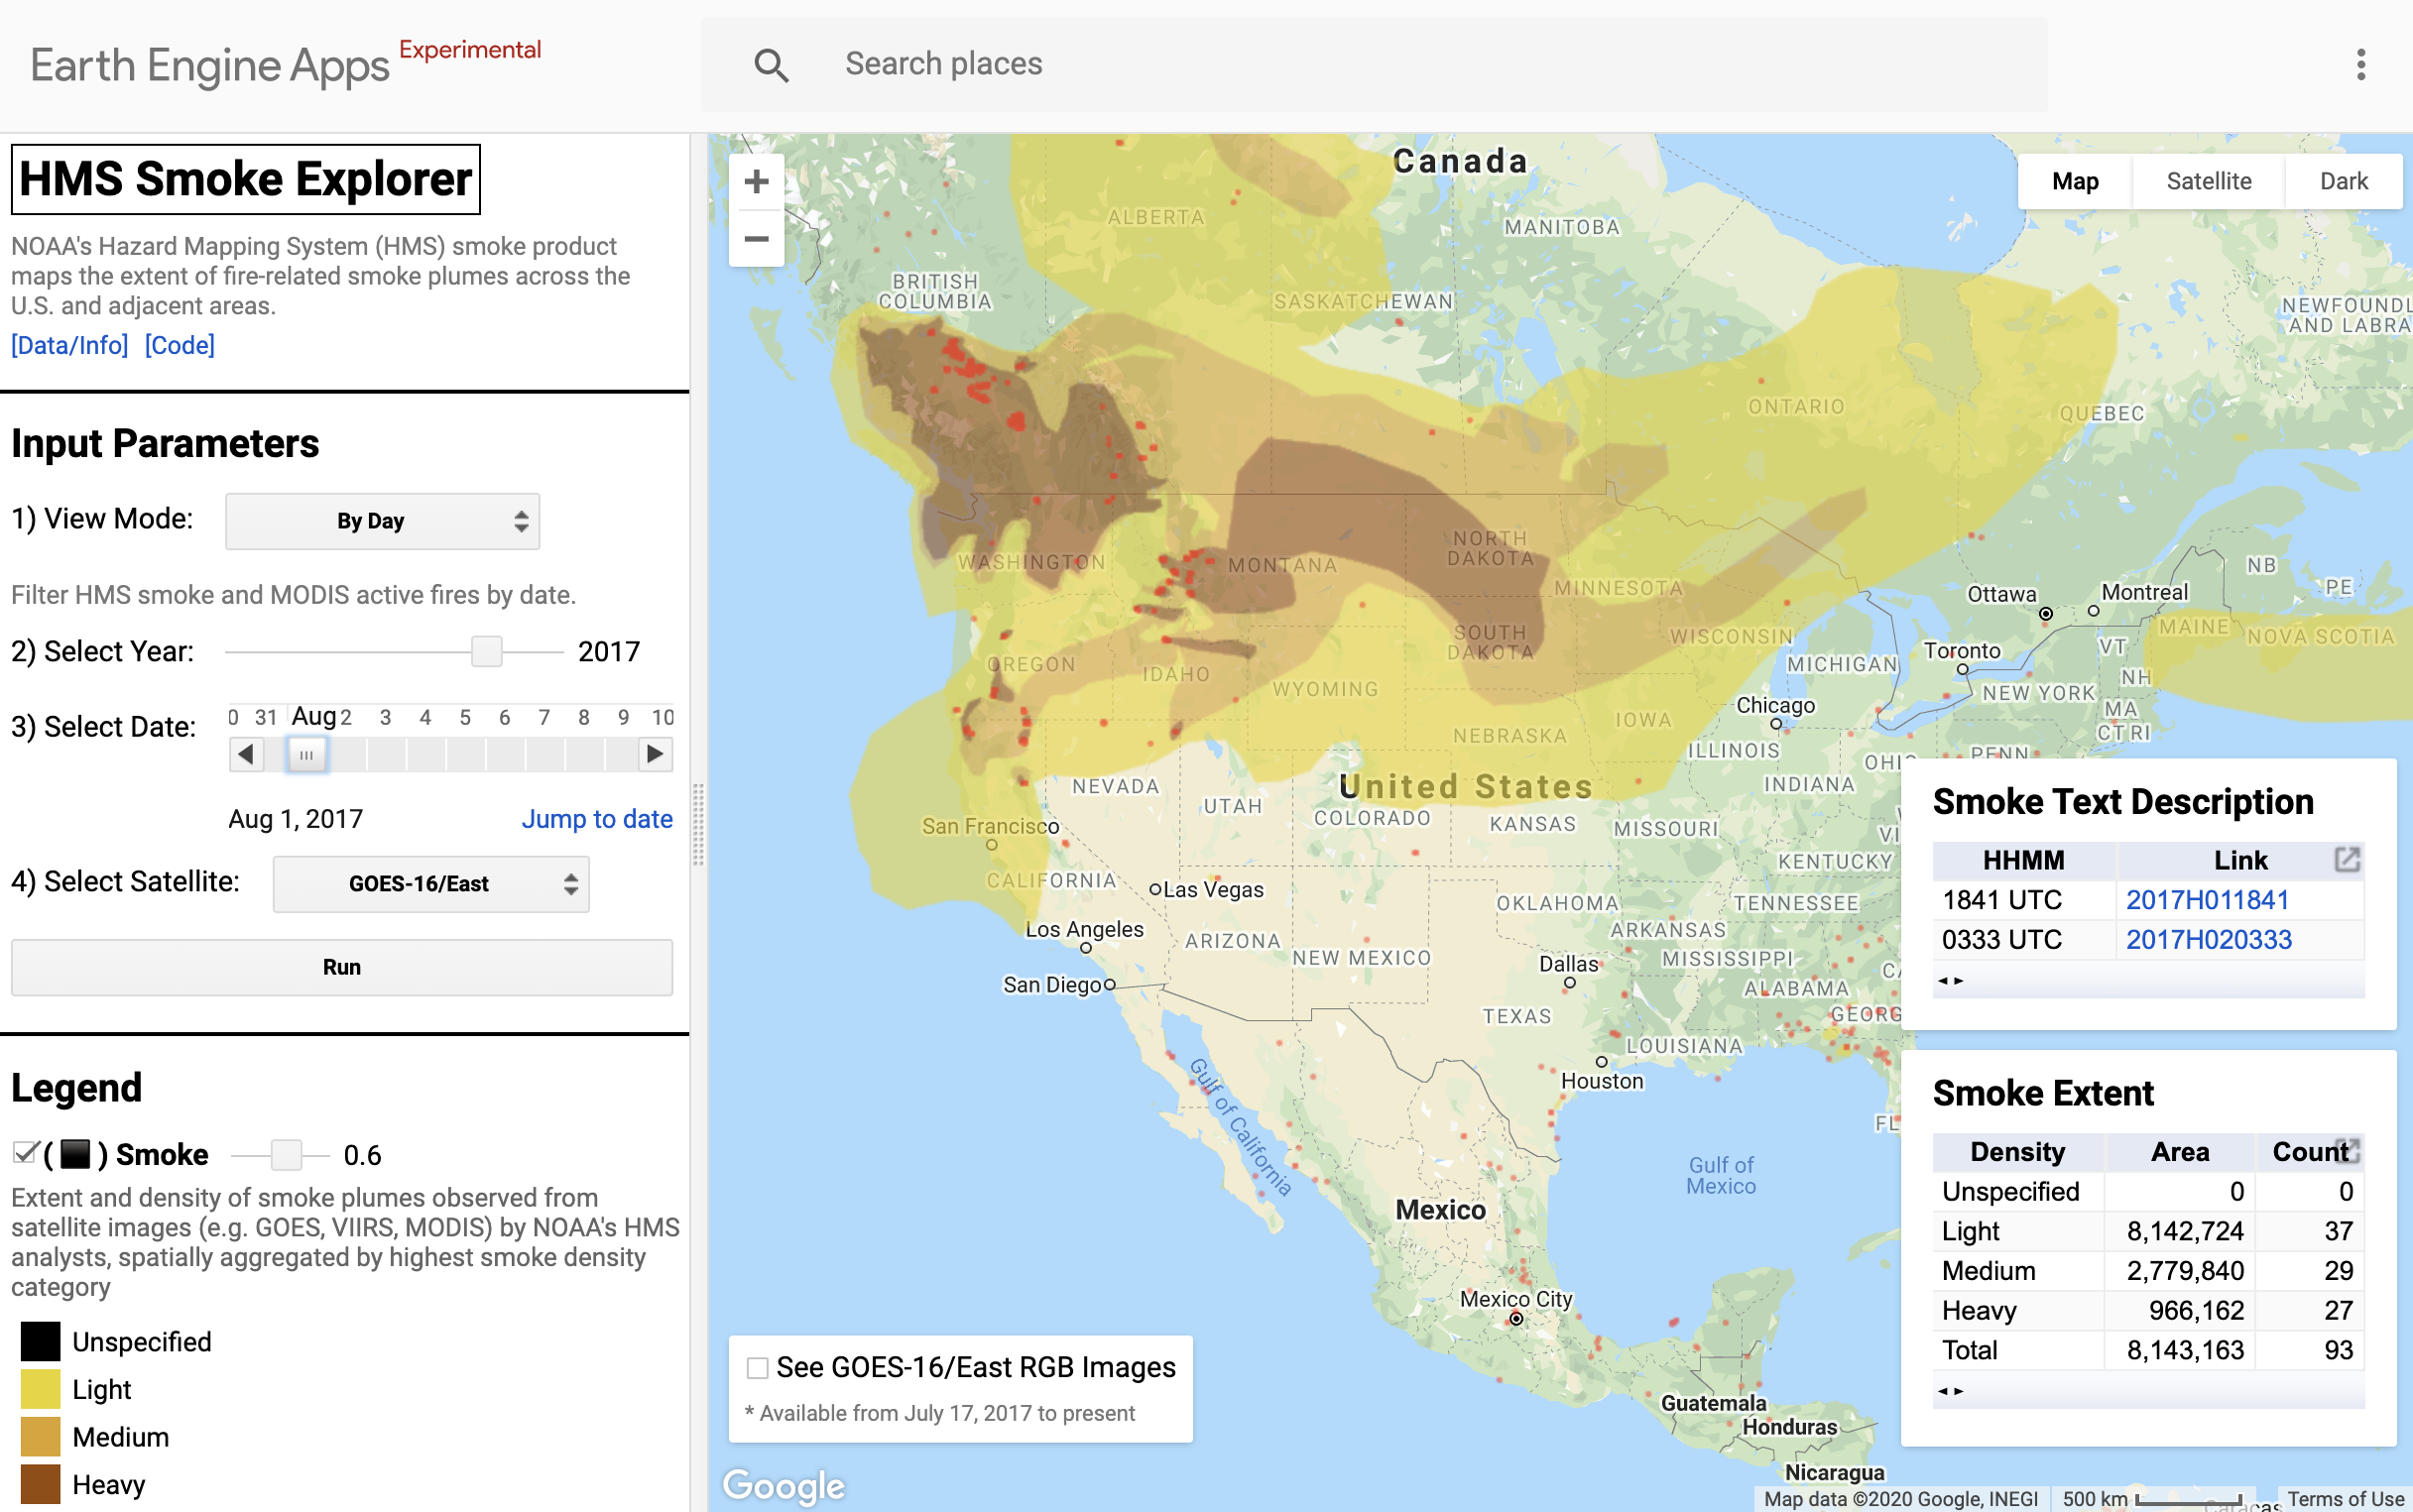 Earth Engine Apps Experimental
Search places
HMS Smoke Explorer
NOAA's Hazard Mapping System (HMS) smoke product
maps the extent of fire-related smoke plumes across the
U.S. and adjacent areas.
[Data/Info] [Code]
Input Parameters
1) View Mode: By Day
Filter HMS smoke and MODIS active fires by date.
2) Select Year: 2017
3) Select Date: 0 31 Aug 2 3 4 5 6 7 8 9 10
Aug 1, 2017 Jump to date
4) Select Satellite: GOES-16/East
Run
Legend
( ) Smoke 0.6
Extent and density of smoke plumes observed from
satellite images (e.g. GOES, VIIRS, MODIS) by NOAA's HMS
analysts, spatially aggregated by highest smoke density
category
Unspecified
Light
Medium
Heavy
+
−
Map Satellite Dark
Canada
ALBERTA
MANITOBA
BRITISH
COLUMBIA
SASKATCHEWAN
NEWFOUNDL
AND LABRA
ONTARIO
QUEBEC
WASHINGTON
MONTANA
NORTH
DAKOTA
MINNESOTA
NB
PE
Ottawa
Montreal
MAINE
NOVA SCOTIA
OREGON
IDAHO
SOUTH
DAKOTA
WISCONSIN
MICHIGAN
Toronto
VT
NH
WYOMING
NEW YORK
MA
CT RI
IOWA
Chicago
NEBRASKA
ILLINOIS
OHIO
PENN
NEVADA
UTAH
United States
INDIANA
COLORADO
KANSAS
MISSOURI
VI
San Francisco
KENTUCKY
CALIFORNIA
Las Vegas
OKLAHOMA
TENNESSEE
Los Angeles
ARIZONA
NEW MEXICO
ARKANSAS
MISSISSIPPI
Dallas
CA
San Diego
TEXAS
ALABAMA
GEORG
LOUISIANA
Houston
FL
Gulf of California
Gulf of
Mexico
Mexico
Mexico City
Guatemala
Honduras
Nicaragua
Caracas
Smoke Text Description
HHMM Link
1841 UTC 2017H011841
0333 UTC 2017H020333
Smoke Extent
Density Area Count
Unspecified 0 0
Light 8,142,724 37
Medium 2,779,840 29
Heavy 966,162 27
Total 8,143,163 93
See GOES-16/East RGB Images
* Available from July 17, 2017 to present
Google
Map data ©2020 Google, INEGI 500 km Terms of Use